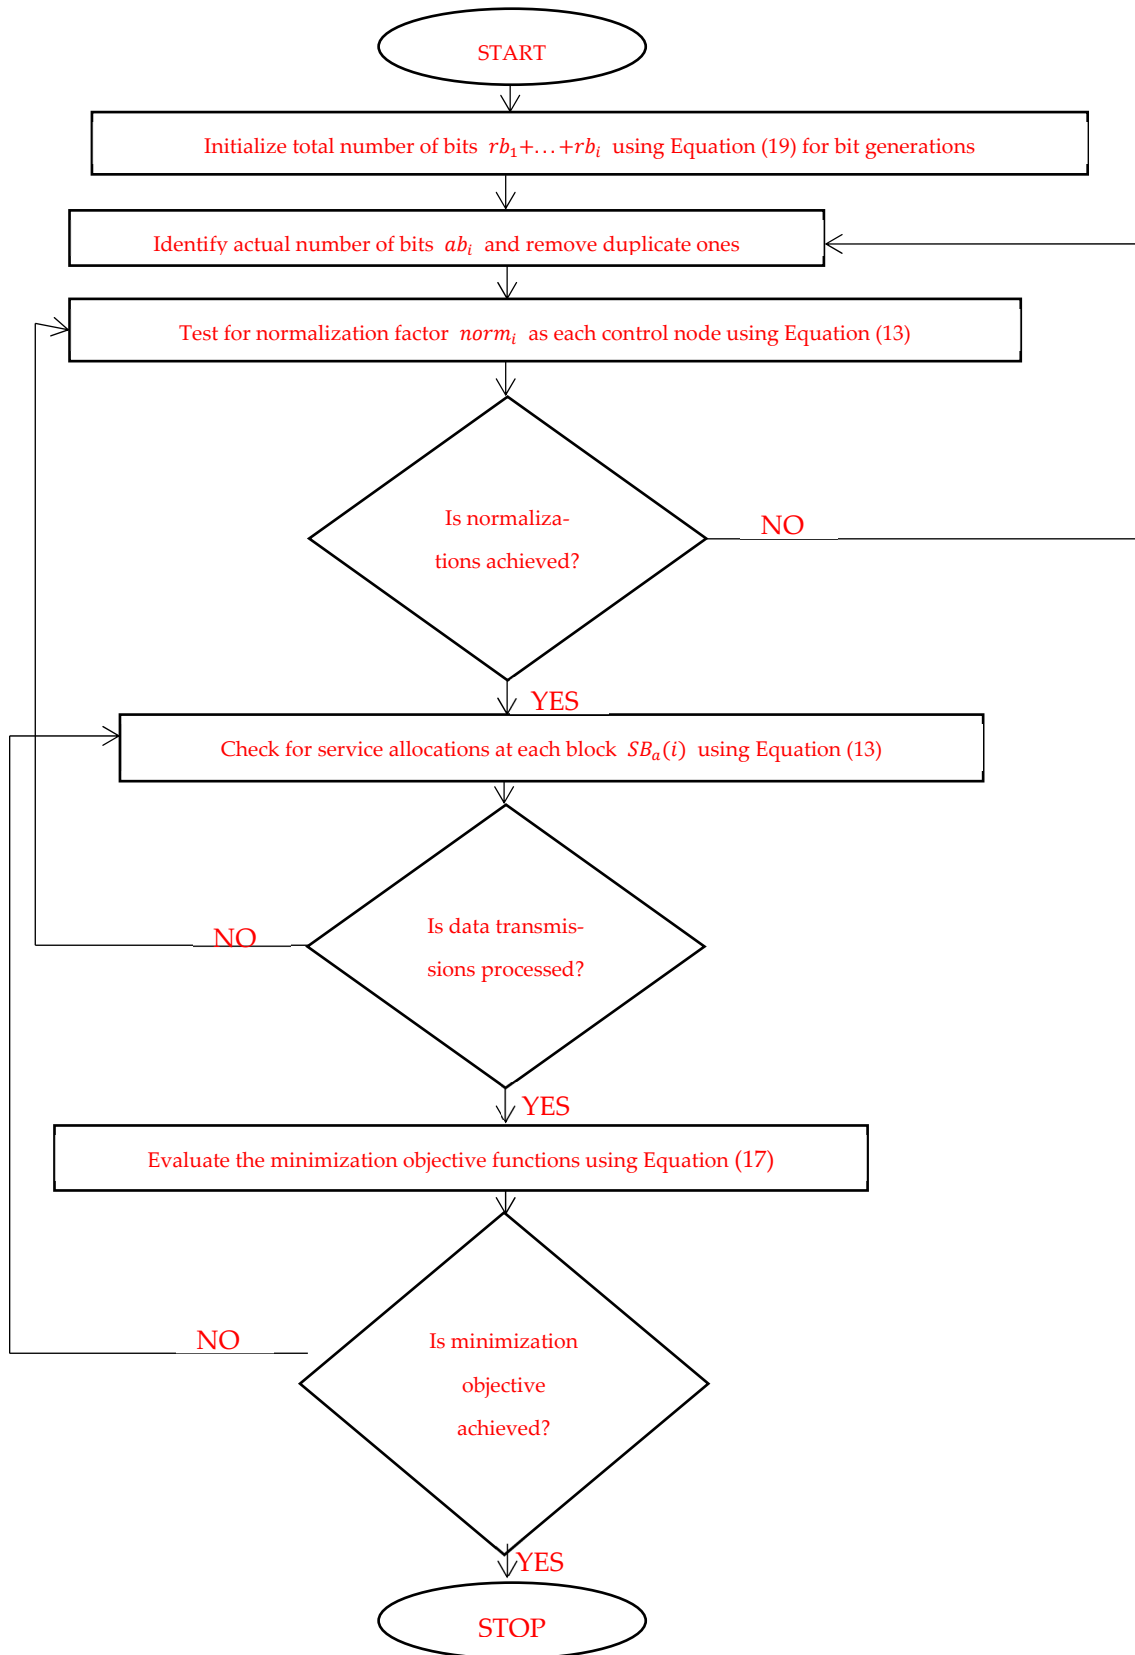 START
Initialize total number of bits rb₁+…+rbᵢ using Equation (19) for bit generations
Identify actual number of bits abᵢ and remove duplicate ones
Test for normalization factor normᵢ as each control node using Equation (13)
Is normaliza-
tions achieved?
NO
YES
Check for service allocations at each block SBₐ(i) using Equation (13)
Is data transmis-
sions processed?
NO
YES
Evaluate the minimization objective functions using Equation (17)
Is minimization
objective
achieved?
NO
YES
STOP